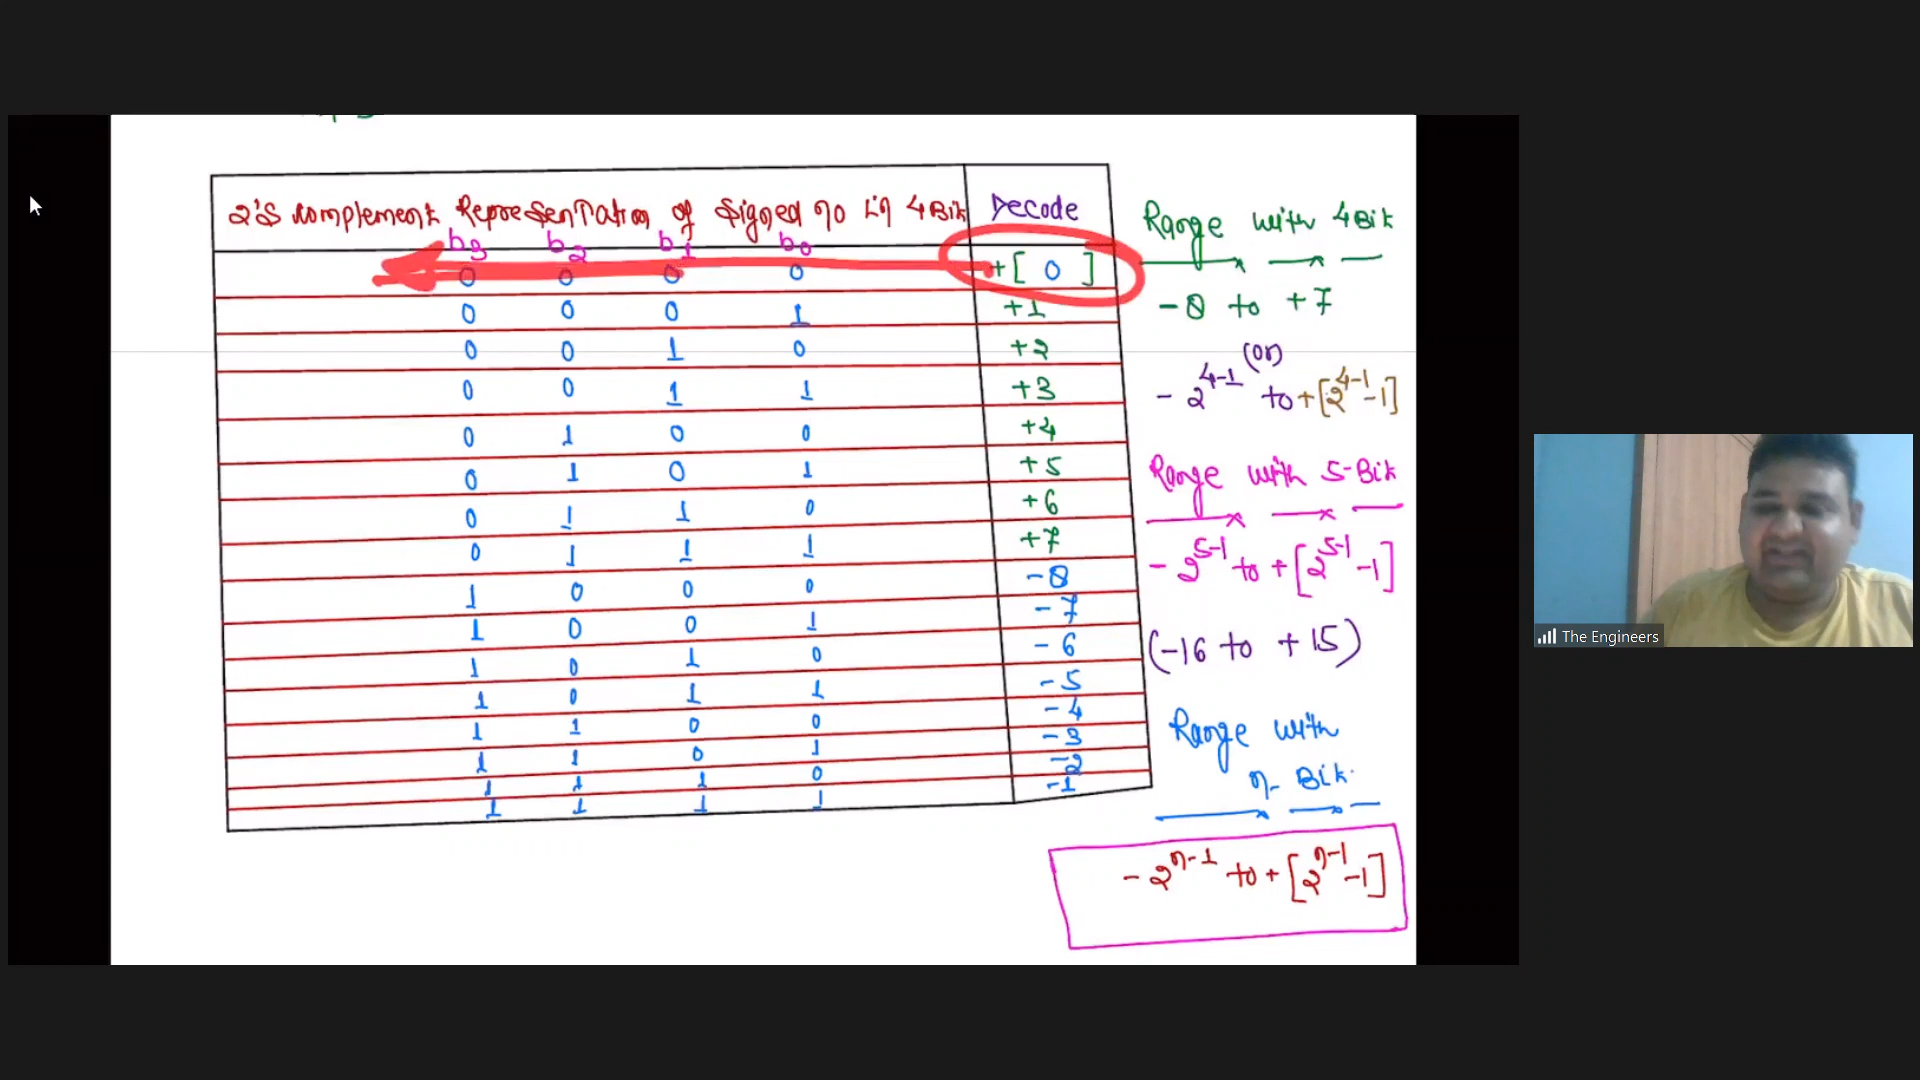 2's complement Representation of Signed no in 4 Bit Decode
b3 b2 b1 b0
0 0 0 0 +[ 0 ]
0 0 0 1 +1
0 0 1 0 +2
0 0 1 1 +3
0 1 0 0 +4
0 1 0 1 +5
0 1 1 0 +6
0 1 1 1 +7
1 0 0 0 -8
1 0 0 1 -7
1 0 1 0 -6
1 0 1 1 -5
1 1 0 0 -4
1 1 0 1 -3
1 1 1 0 -2
1 1 1 1 -1
Range with 4 Bit
-8 to +7
(or)
-2^4-1 to +[2^4-1 -1]
Range with 5-Bit
-2^5-1 to +[2^5-1 -1]
(-16 to +15)
Range with
n- Bit.
-2^n-1 to +[2^n-1 -1]
The Engineers